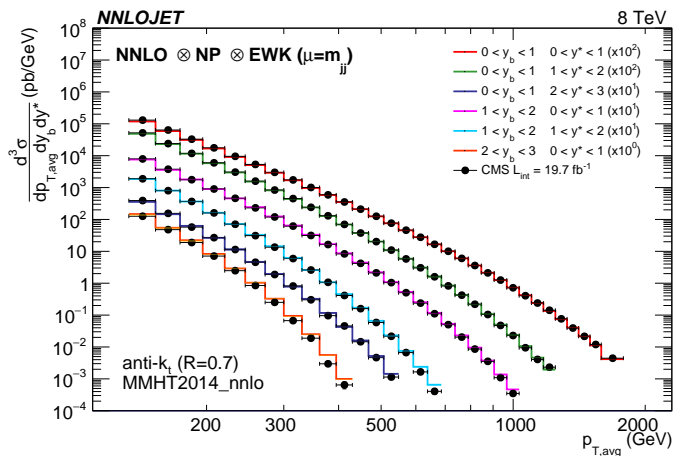 NNLOJET 8 TeV
NNLO ⊗ NP ⊗ EWK (μ=m_jj)
d³σ / dp_T,avg dy_b dy* (pb/GeV)
10⁸
10⁷
10⁶
10⁵
10⁴
10³
10²
10
1
10⁻¹
10⁻²
10⁻³
10⁻⁴
0 < y_b < 1 0 < y* < 1 (x10²)
0 < y_b < 1 1 < y* < 2 (x10²)
0 < y_b < 1 2 < y* < 3 (x10¹)
1 < y_b < 2 0 < y* < 1 (x10¹)
1 < y_b < 2 1 < y* < 2 (x10¹)
2 < y_b < 3 0 < y* < 1 (x10⁰)
CMS L_int = 19.7 fb⁻¹
anti-k_t (R=0.7)
MMHT2014_nnlo
200 300 400 500 1000 2000
p_T,avg (GeV)